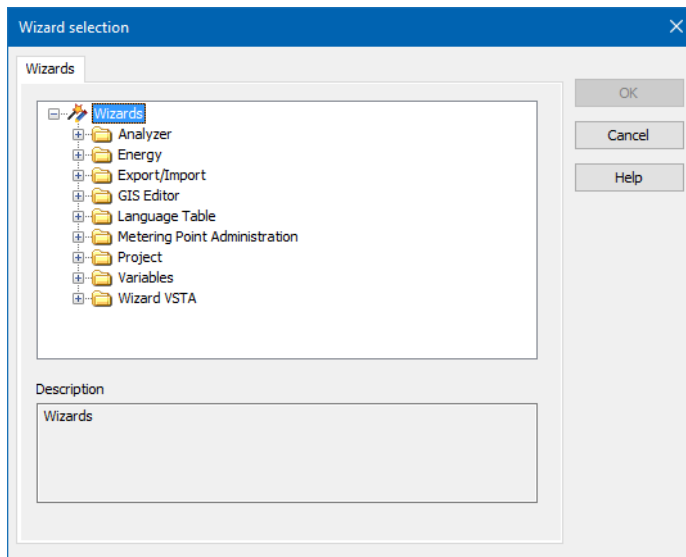 Wizard selection
Wizards
Wizards
Analyzer
Energy
Export/Import
GIS Editor
Language Table
Metering Point Administration
Project
Variables
Wizard VSTA
OK
Cancel
Help
Description
Wizards